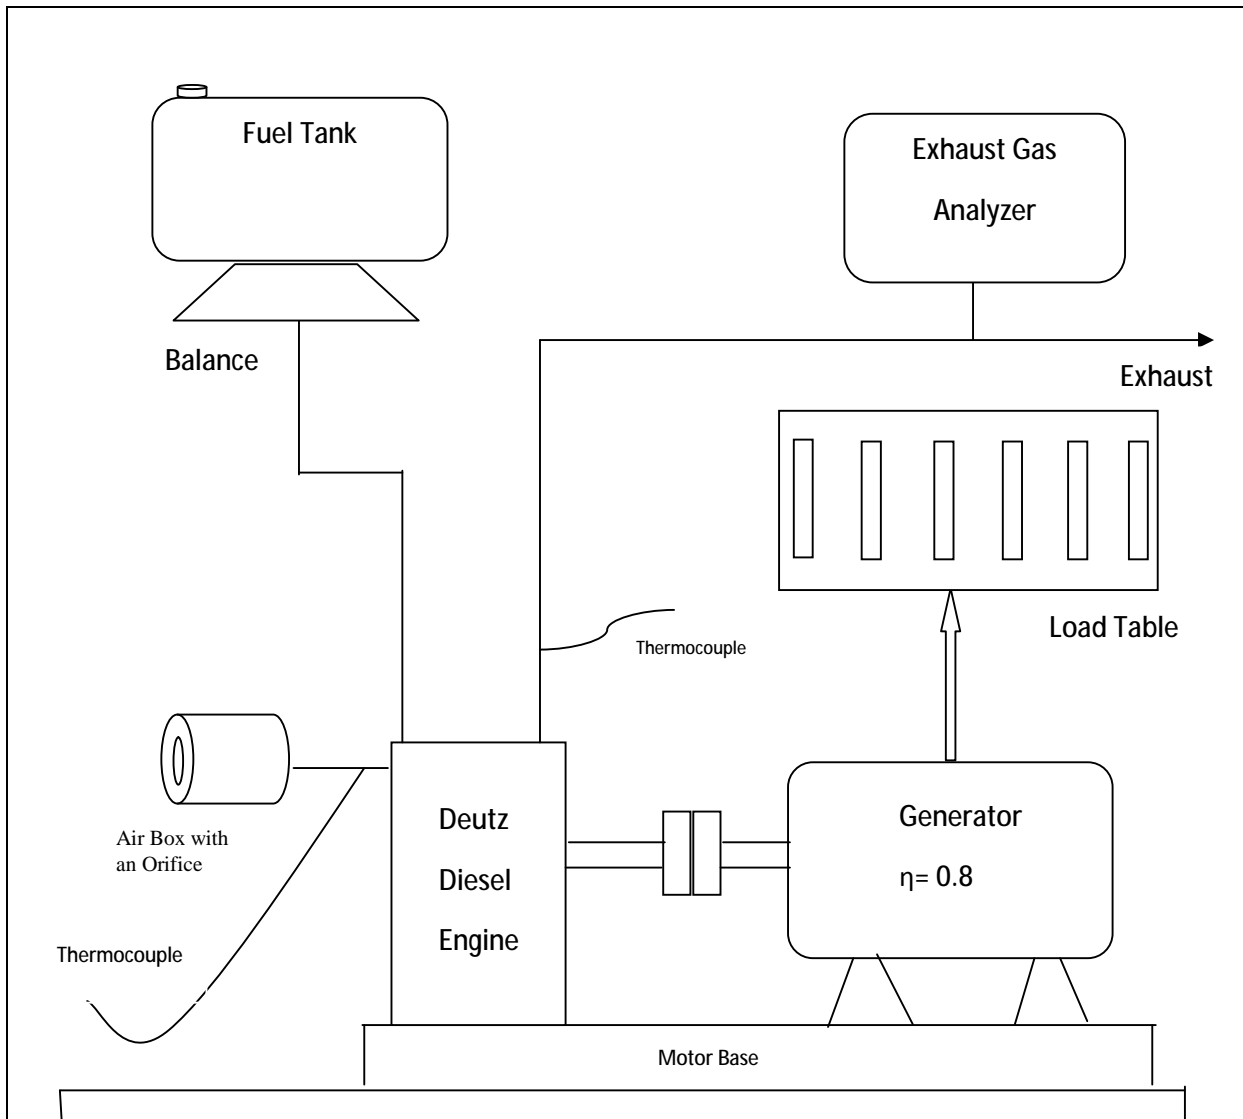 Fuel Tank
Exhaust Gas
Analyzer
Balance
Exhaust
Load Table
Thermocouple
Air Box with
an Orifice
Deutz
Diesel
Engine
Generator
η= 0.8
Thermocouple
Motor Base